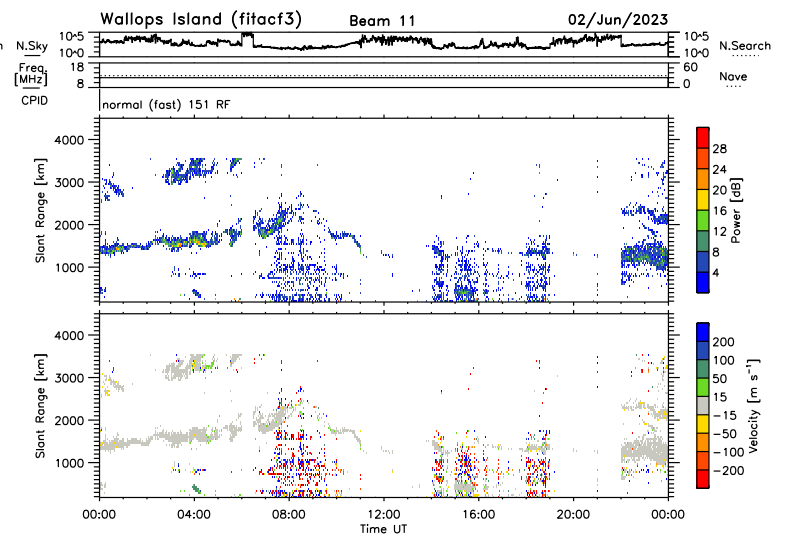 Wallops Island (fitacf3) Beam 11 02/Jun/2023
n N.Sky 10^5 10^0 10^5 10^0 N.Search
Freq. [MHz] 18 8 60 0 Nave
CPID normal (fast) 151 RF
Slant Range [km] 4000 3000 2000 1000
28 24 20 16 12 8 4 Power [dB]
Slant Range [km] 4000 3000 2000 1000
200 100 50 15 −15 −50 −100 −200 Velocity [m s⁻¹]
00:00 04:00 08:00 12:00 16:00 20:00 00:00
Time UT